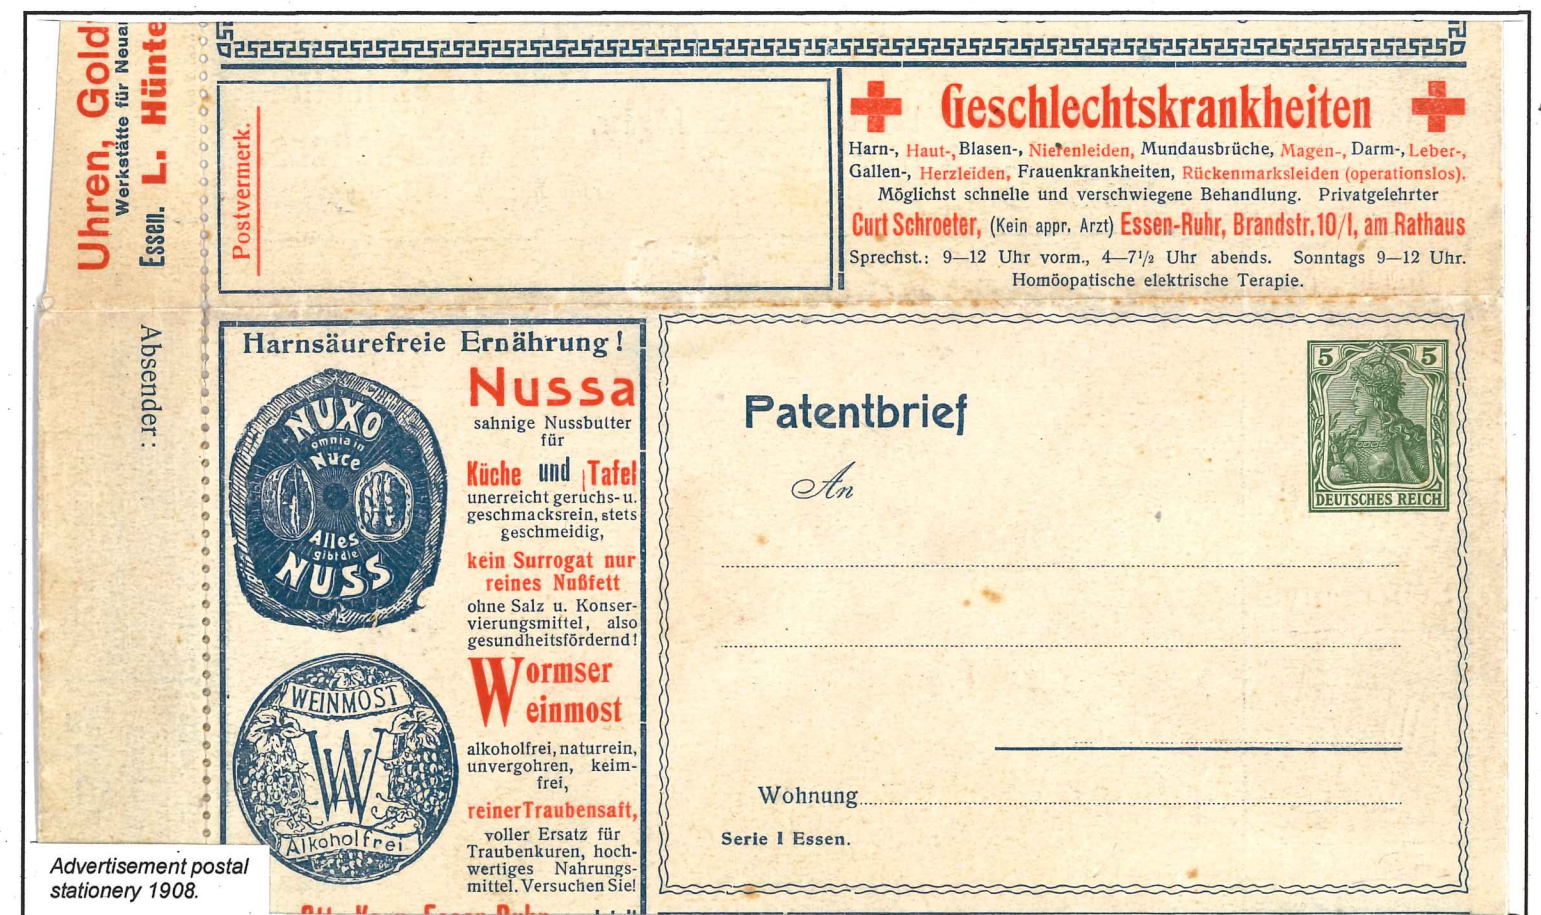 Uhren, Gold
Werkstätte für Neuar
Essen. L. Hünte
Absender:
Postvermerk.
Geschlechtskrankheiten
Harn-, Haut-, Blasen-, Nierenleiden, Mundausbrüche, Magen-, Darm-, Leber-,
Gallen-, Herzleiden, Frauenkrankheiten, Rückenmarksleiden (operationslos).
Möglichst schnelle und verschwiegene Behandlung. Privatgelehrter
Curt Schroeter, (Kein appr. Arzt) Essen-Ruhr, Brandstr. 10/I, am Rathaus
Sprechst.: 9—12 Uhr vorm., 4—7½ Uhr abends. Sonntags 9—12 Uhr.
Homöopatische elektrische Terapie.
Harnsäurefreie Ernährung!
NUXO
omnia in
Nuce
Alles
gibt die
NUSS
Nussa
sahnige Nussbutter
für
Küche und Tafel
unerreicht geruchs- u.
geschmacksrein, stets
geschmeidig,
kein Surrogat nur
reines Nußfett
ohne Salz u. Konser-
vierungsmittel, also
gesundheitsfördernd!
WEINMOST
WW
Alkoholfrei
Wormser
Weinmost
alkoholfrei, naturrein,
unvergohren, keim-
frei,
reiner Traubensaft,
voller Ersatz für
Traubenkuren, hoch-
wertiges Nahrungs-
mittel. Versuchen Sie!
Patentbrief
An
Wohnung
Serie I Essen.
5 5
DEUTSCHES REICH
Advertisement postal
stationery 1908.